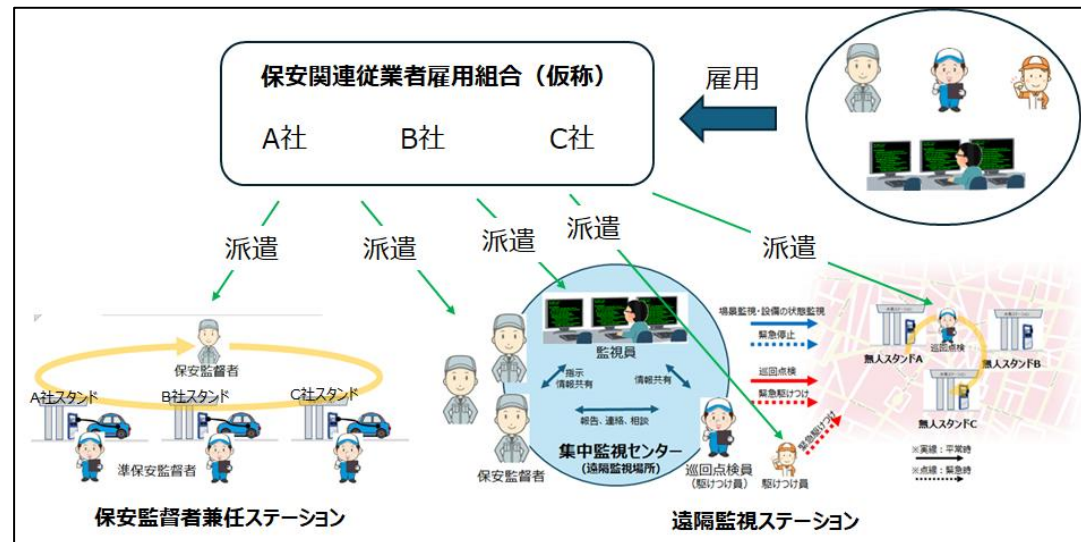 保安関連従業者雇用組合（仮称）
A社
B社
C社
雇用
派遣
派遣
派遣
派遣
派遣
保安監督者
A社スタンド
B社スタンド
C社スタンド
準保安監督者
保安監督者兼任ステーション
監視員
指示
情報共有
情報共有
報告、連絡、相談
集中監視センター
(遠隔監視場所)
保安監督者
巡回点検員
(駆けつけ員)
駆けつけ員
場景監視・設備の状態監視
緊急停止
巡回点検
緊急駆けつけ
緊急駆けつけ
無人スタンドA
巡回点検
無人スタンドB
無人スタンドC
※実線：平常時
※点線：緊急時
遠隔監視ステーション